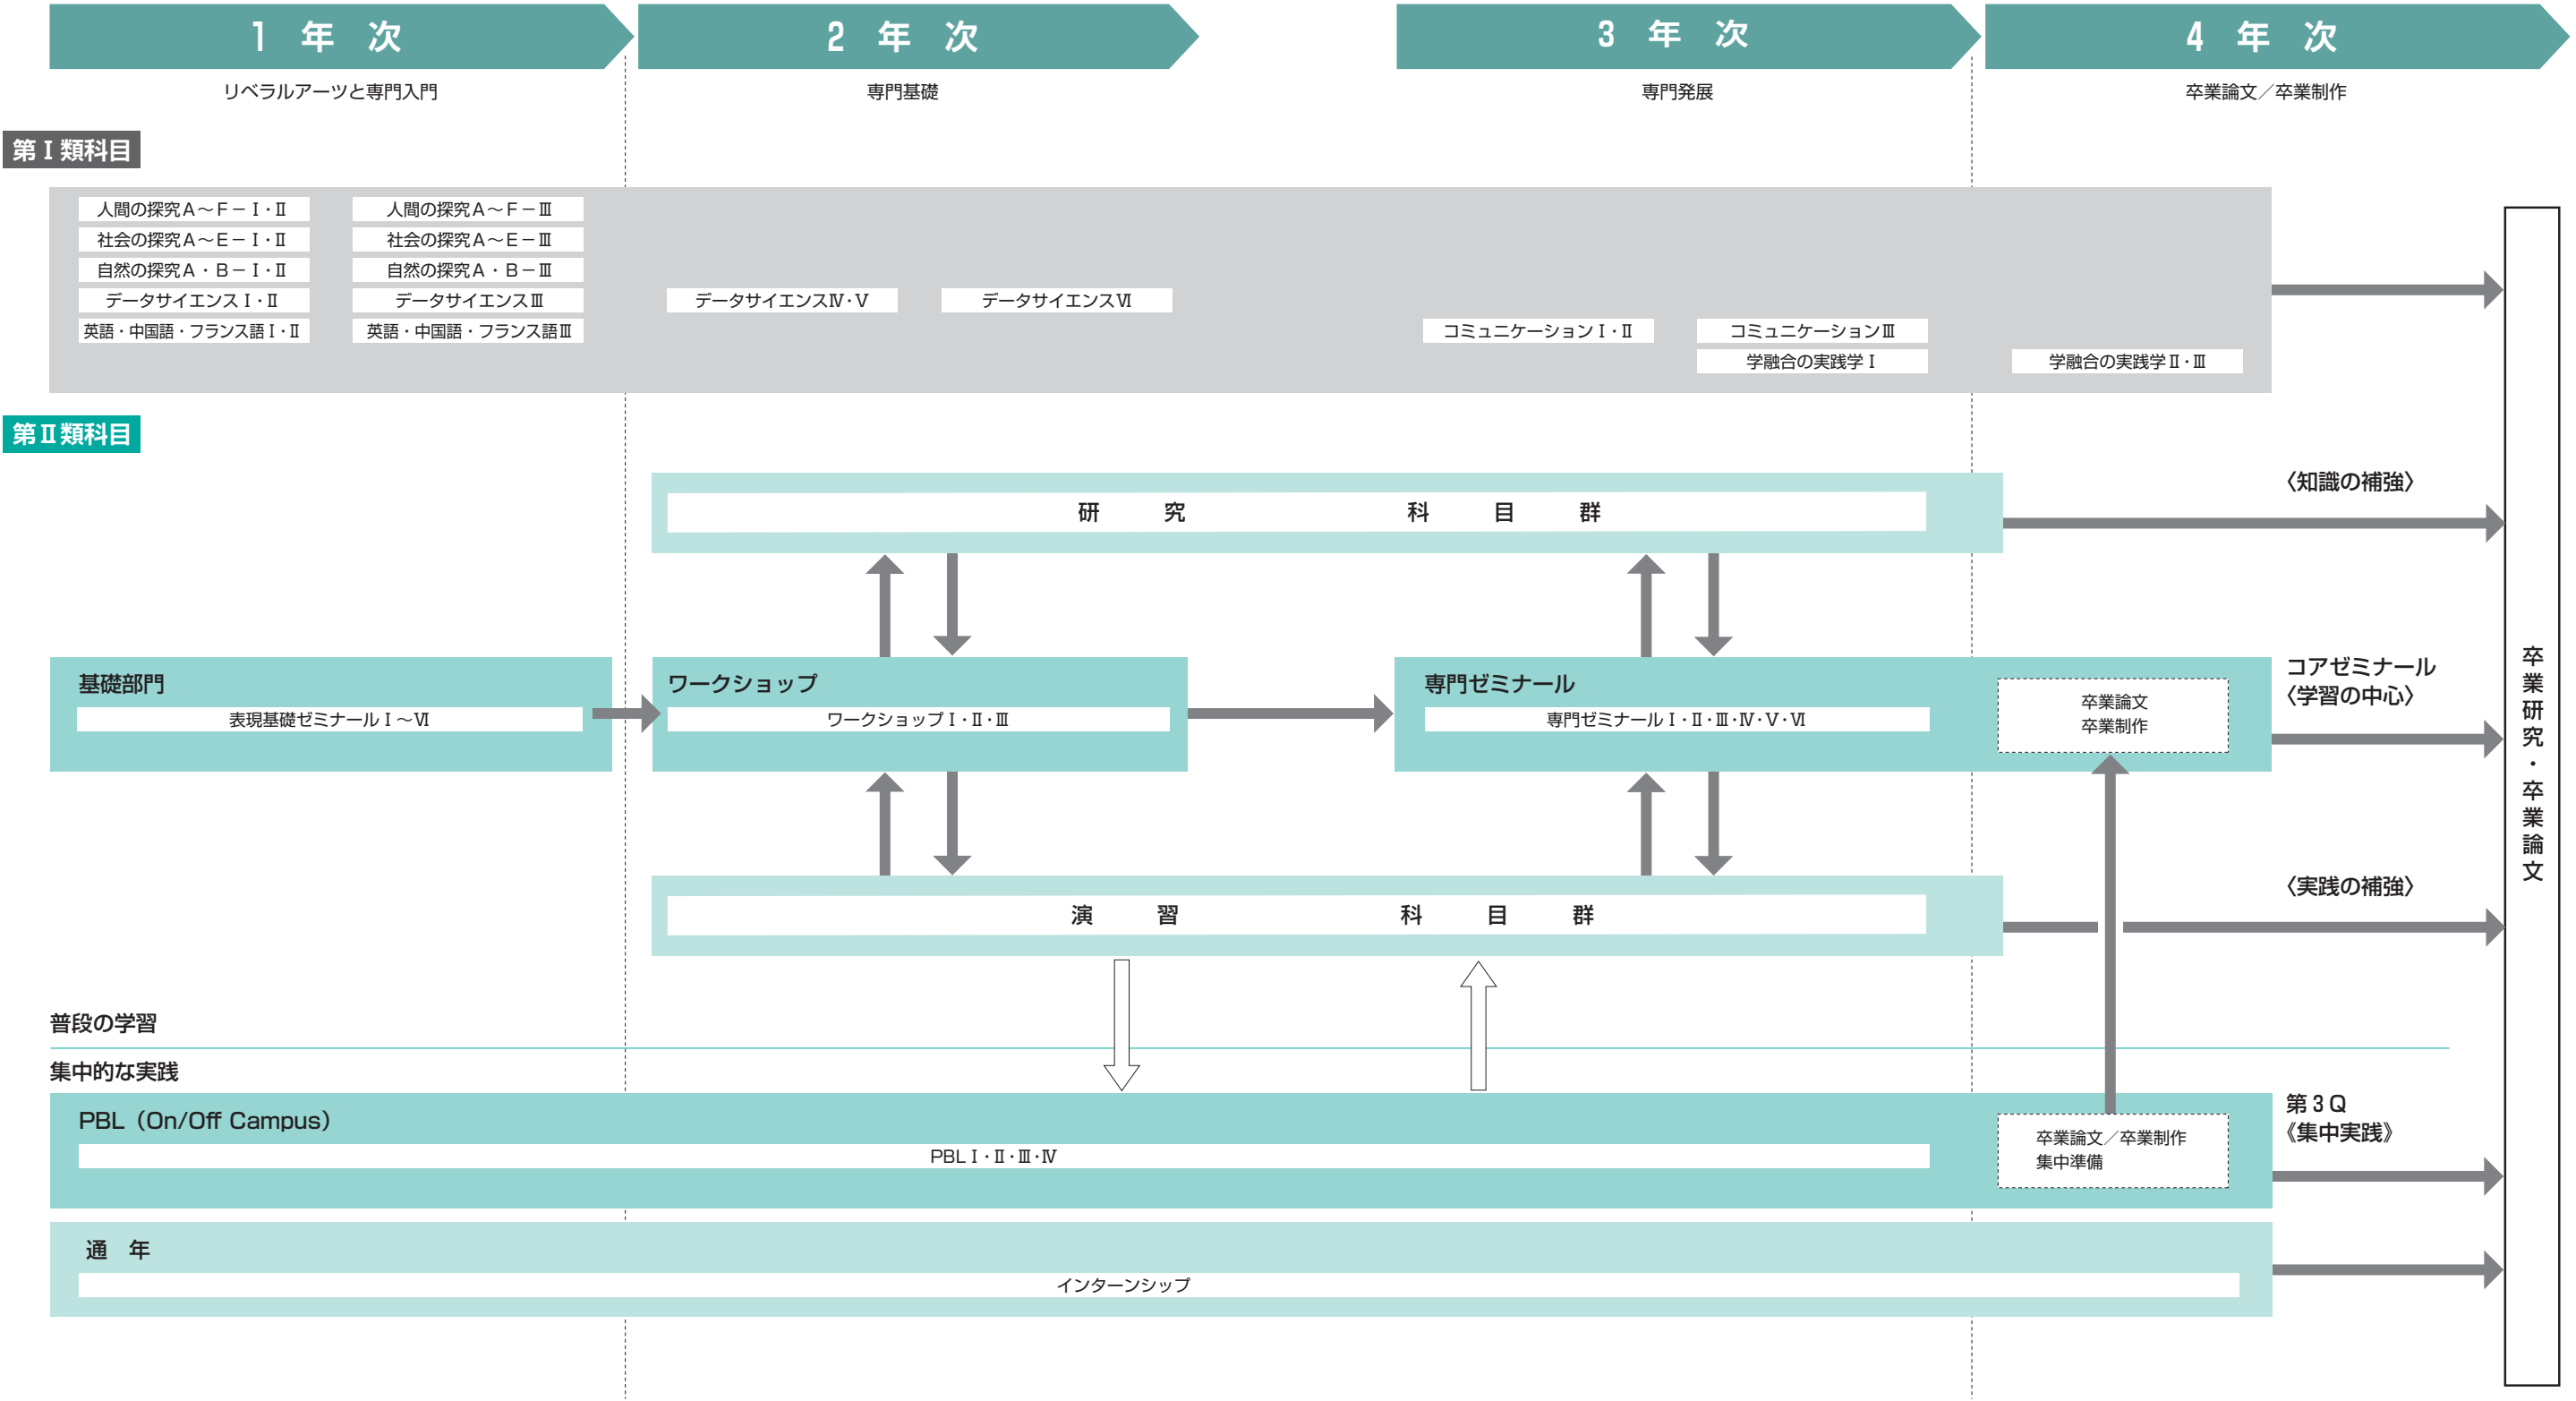 1 年 次
2 年 次
3 年 次
4 年 次
リベラルアーツと専門入門
専門基礎
専門発展
卒業論文／卒業制作
第Ⅰ類科目
人間の探究A～F－Ⅰ・Ⅱ
人間の探究A～F－Ⅲ
社会の探究A～E－Ⅰ・Ⅱ
社会の探究A～E－Ⅲ
自然の探究A・B－Ⅰ・Ⅱ
自然の探究A・B－Ⅲ
データサイエンスⅠ・Ⅱ
データサイエンスⅢ
データサイエンスⅣ・Ⅴ
データサイエンスⅥ
英語・中国語・フランス語Ⅰ・Ⅱ
英語・中国語・フランス語Ⅲ
コミュニケーションⅠ・Ⅱ
コミュニケーションⅢ
学融合の実践学Ⅰ
学融合の実践学Ⅱ・Ⅲ
第Ⅱ類科目
研究科目群
〈知識の補強〉
基礎部門
表現基礎ゼミナールⅠ～Ⅵ
ワークショップ
ワークショップⅠ・Ⅱ・Ⅲ
専門ゼミナール
専門ゼミナールⅠ・Ⅱ・Ⅲ・Ⅳ・Ⅴ・Ⅵ
卒業論文
卒業制作
コアゼミナール
〈学習の中心〉
演習科目群
〈実践の補強〉
卒業研究・卒業論文
普段の学習
集中的な実践
PBL（On/Off Campus）
PBLⅠ・Ⅱ・Ⅲ・Ⅳ
卒業論文／卒業制作
集中準備
第３Ｑ
《集中実践》
通 年
インターンシップ